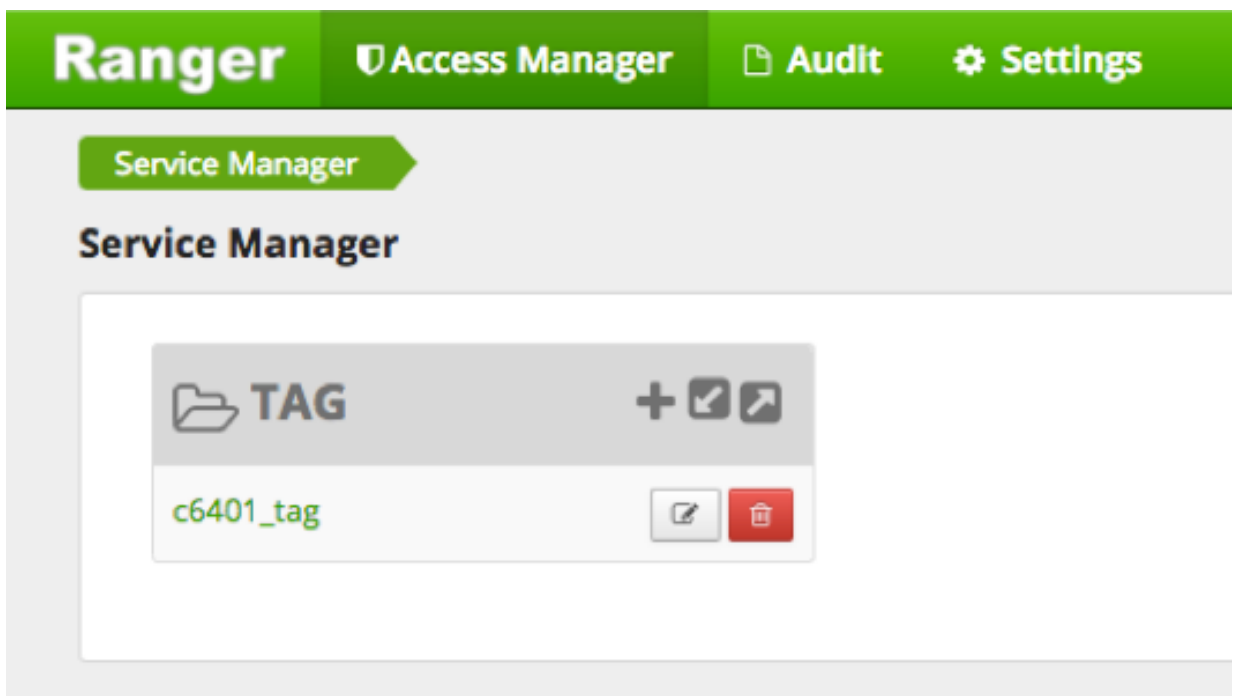 Ranger Access Manager Audit Settings
Service Manager
Service Manager
TAG
c6401_tag